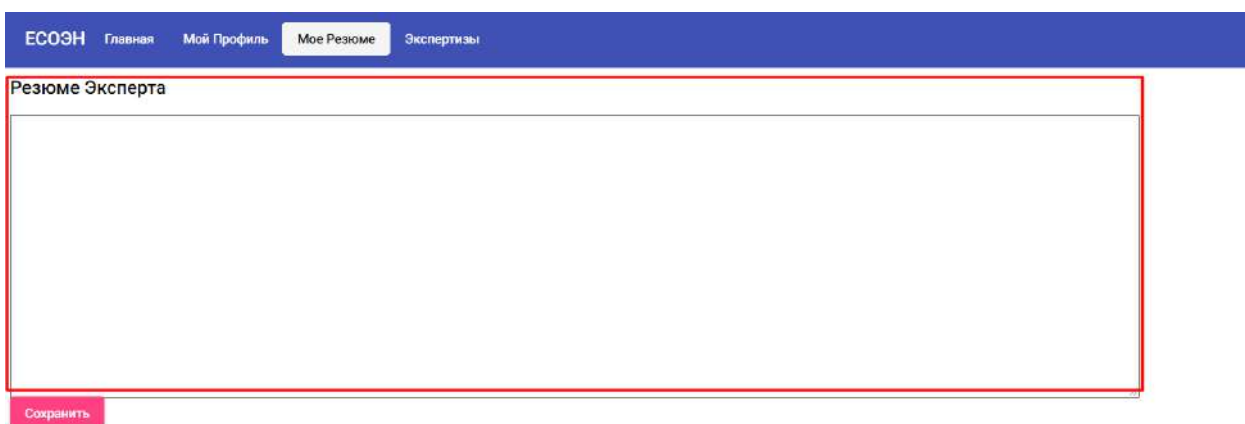 ЕСОЭН Главная Мой Профиль Мое Резюме Экспертизы
Резюме Эксперта
Сохранить